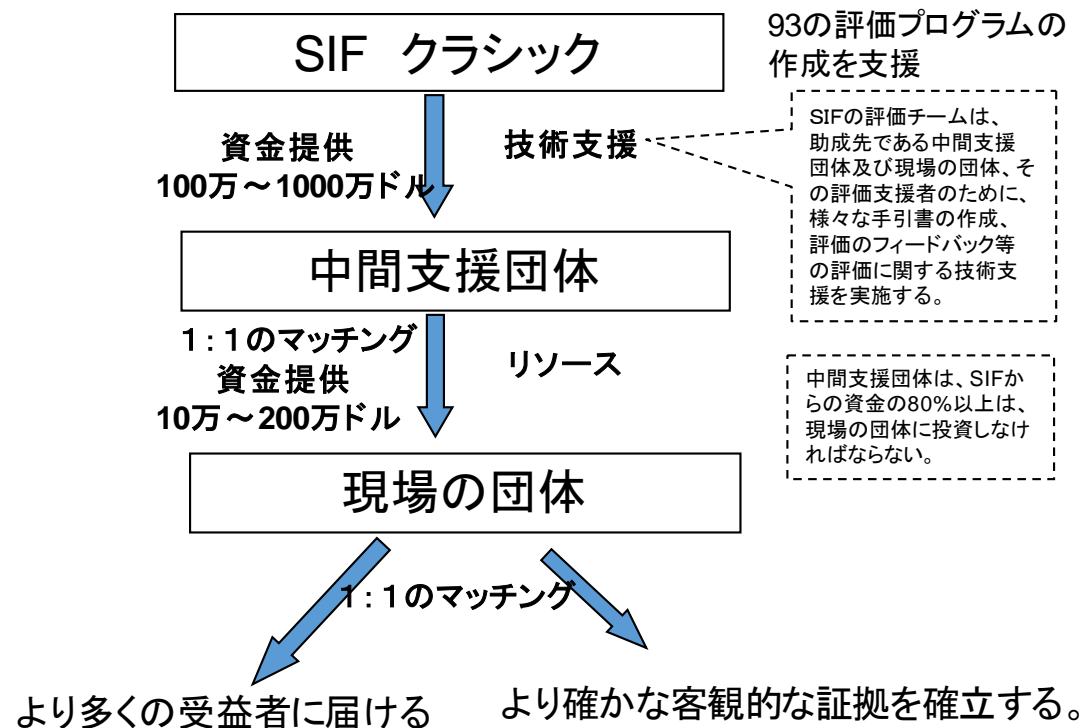 SIF クラシック
93の評価プログラムの
作成を支援
資金提供
100万～1000万ドル
技術支援
SIFの評価チームは、
助成先である中間支援
団体及び現場の団体、そ
の評価支援者のために、
様々な手引書の作成、
評価のフィードバック等
の評価に関する技術支
援を実施する。
中間支援団体
1：1のマッチング
資金提供
10万～200万ドル
リソース
中間支援団体は、SIFか
らの資金の80%以上は、
現場の団体に投資しなけ
ればならない。
現場の団体
1：1のマッチング
より多くの受益者に届ける
より確かな客観的な証拠を確立する。